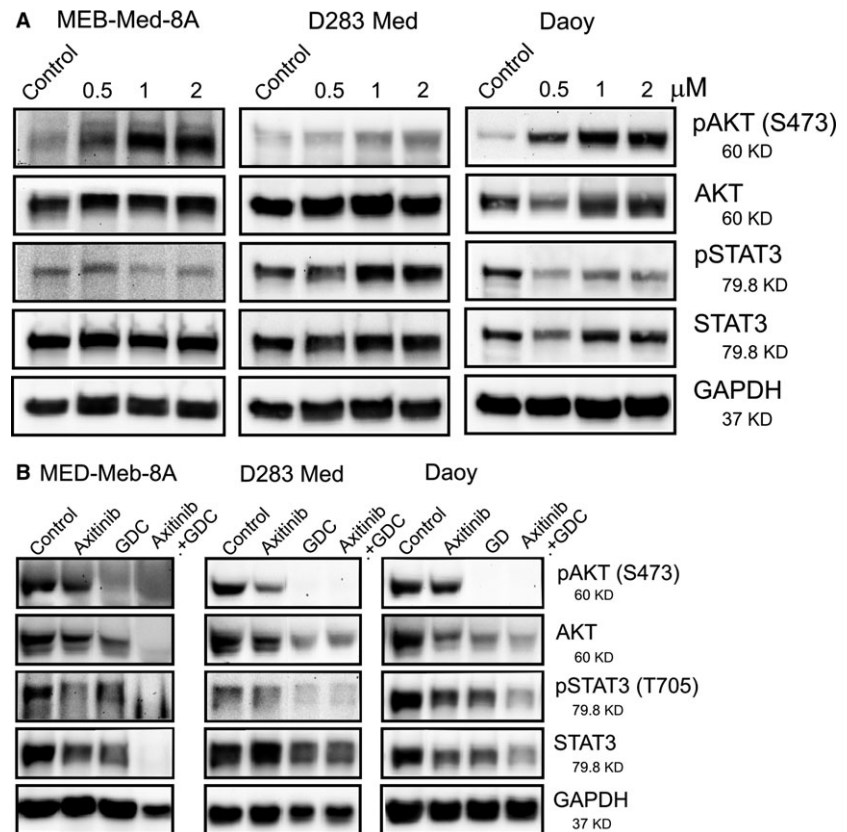 A MEB-Med-8A D283 Med Daoy
Control 0.5 1 2 Control 0.5 1 2 Control 0.5 1 2 μM
pAKT (S473)
60 KD
AKT
60 KD
pSTAT3
79.8 KD
STAT3
79.8 KD
GAPDH
37 KD
B MED-Meb-8A D283 Med Daoy
Control Axitinib GDC Axitinib .+GDC Control Axitinib GDC Axitinib .+GDC Control Axitinib GD Axitinib .+GDC
pAKT (S473)
60 KD
AKT
60 KD
pSTAT3 (T705)
79.8 KD
STAT3
79.8 KD
GAPDH
37 KD